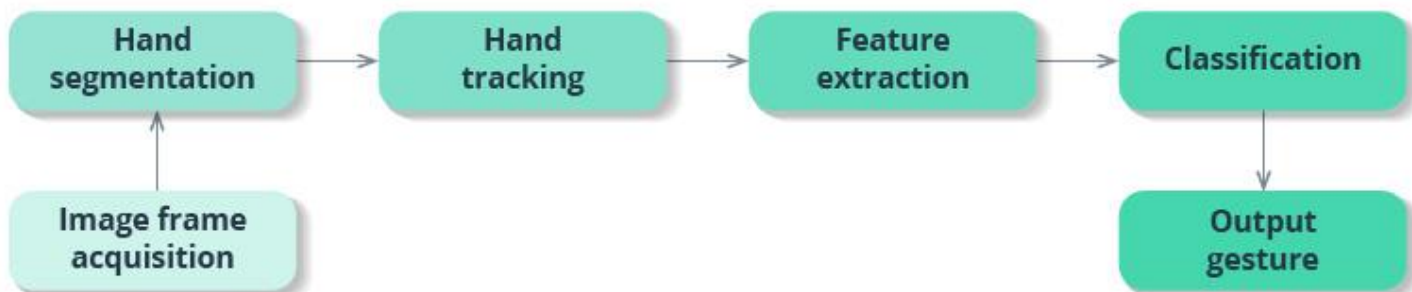 Hand
segmentation
Hand
tracking
Feature
extraction
Classification
Image frame
acquisition
Output
gesture